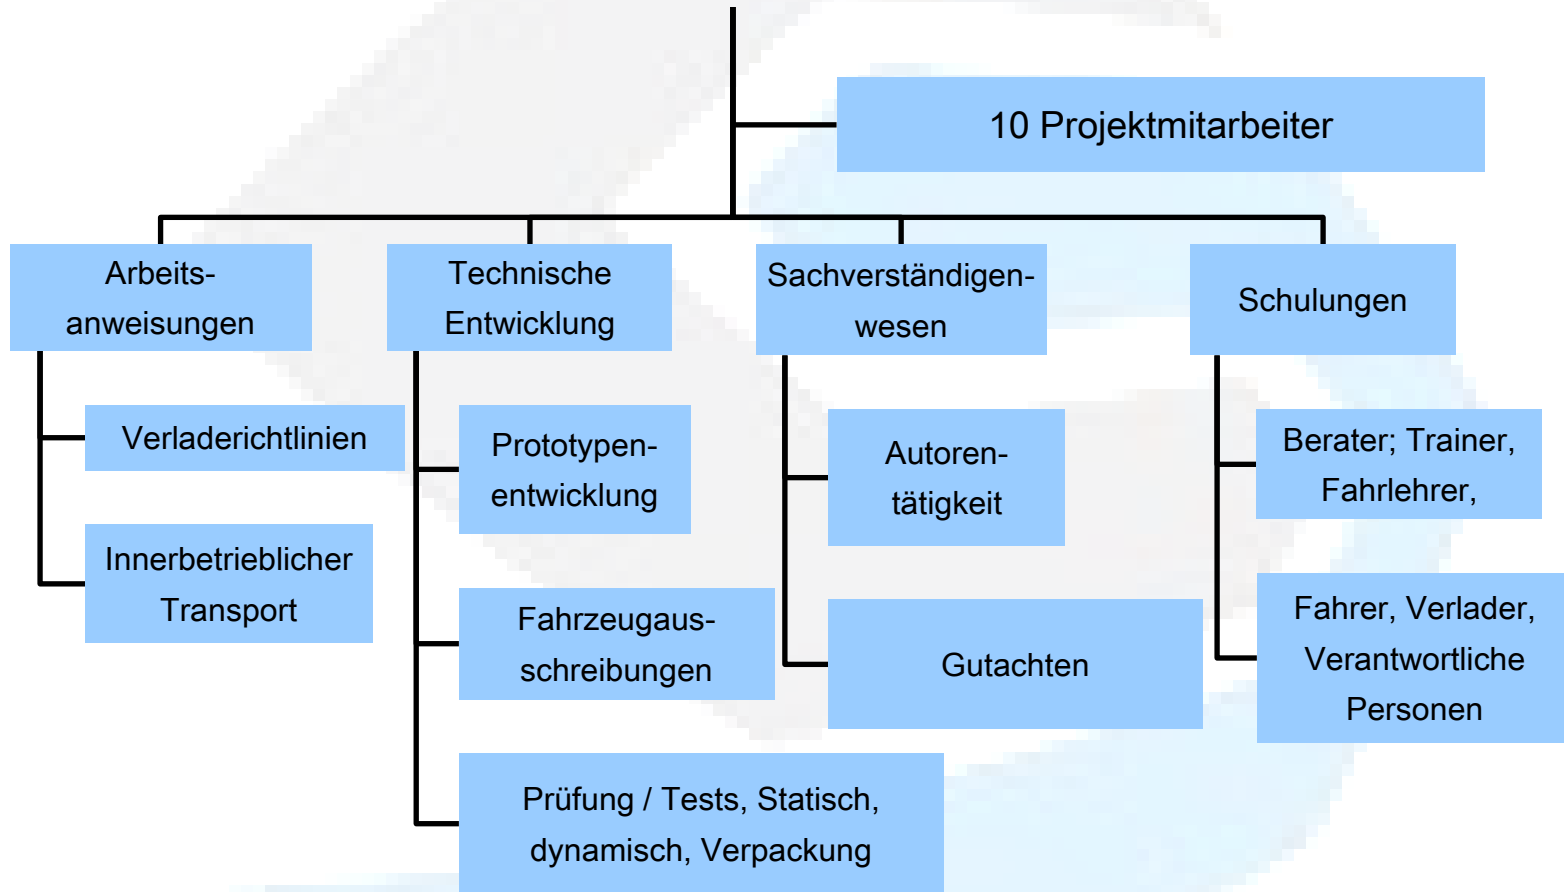 10 Projektmitarbeiter
Arbeits-
anweisungen
Technische
Entwicklung
Sachverständigen-
wesen
Schulungen
Verladerichtlinien
Innerbetrieblicher
Transport
Prototypen-
entwicklung
Fahrzeugaus-
schreibungen
Prüfung / Tests, Statisch,
dynamisch, Verpackung
Autoren-
tätigkeit
Gutachten
Berater; Trainer,
Fahrlehrer,
Fahrer, Verlader,
Verantwortliche
Personen